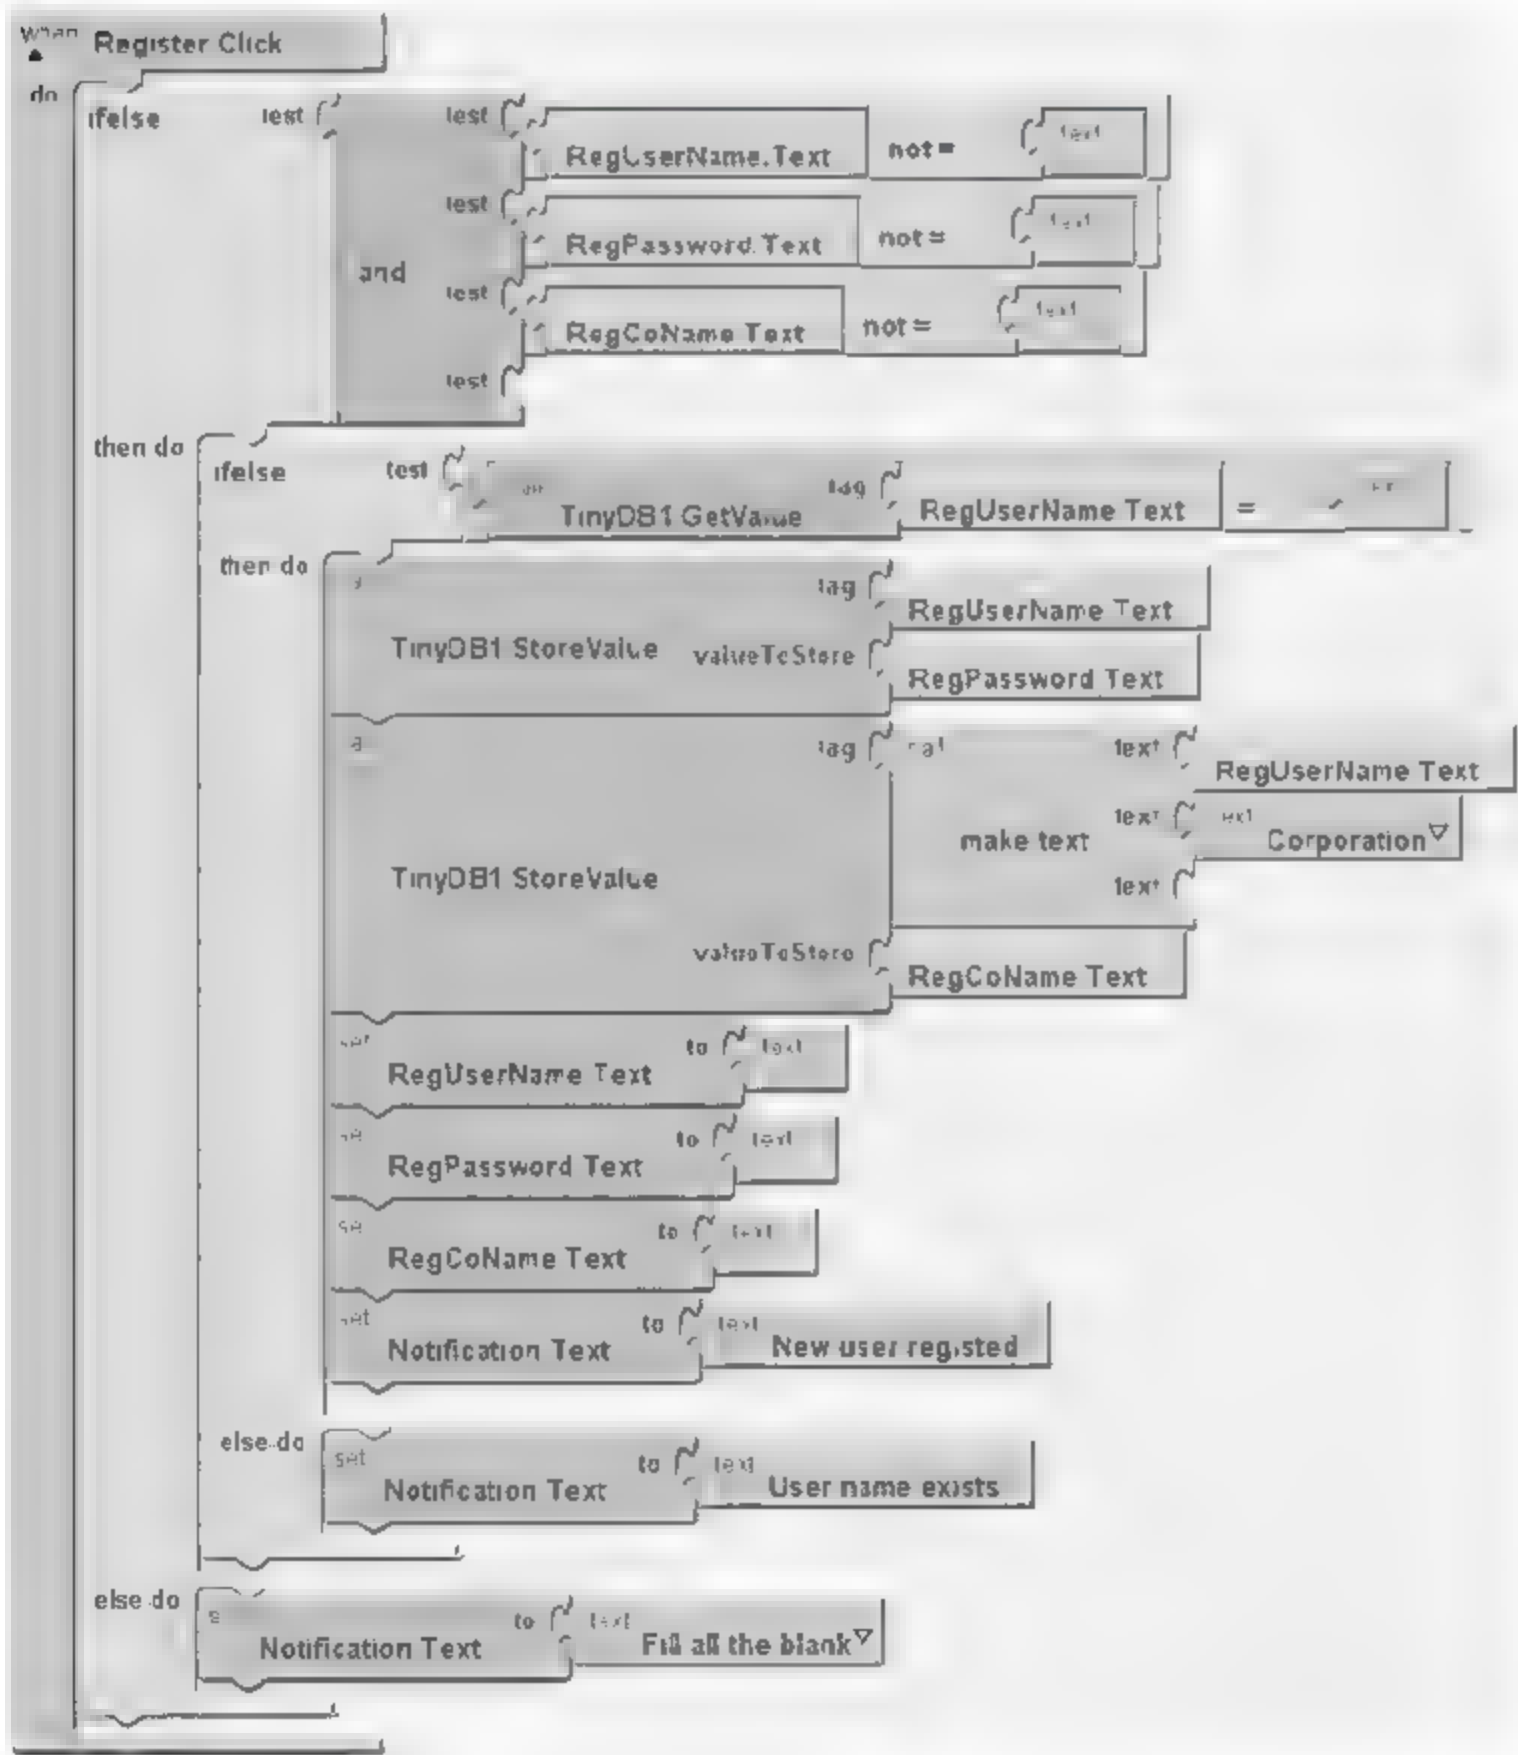 when Register Click
do
ifelse test test RegUserName.Text not = text
test RegPassword Text not = text
and
test RegCoName Text not = text
test
then do
ifelse test TinyDB1 GetValue tag RegUserName Text =
then do
tag RegUserName Text
TinyDB1 StoreValue valueToStore RegPassword Text
tag text RegUserName Text
make text text text Corporation
TinyDB1 StoreValue text
valueToStore RegCoName Text
set RegUserName Text to text
RegPassword Text to text
RegCoName Text to text
set Notification Text to text New user registed
else do set Notification Text to text User name exists
else do Notification Text to text Fill all the blank